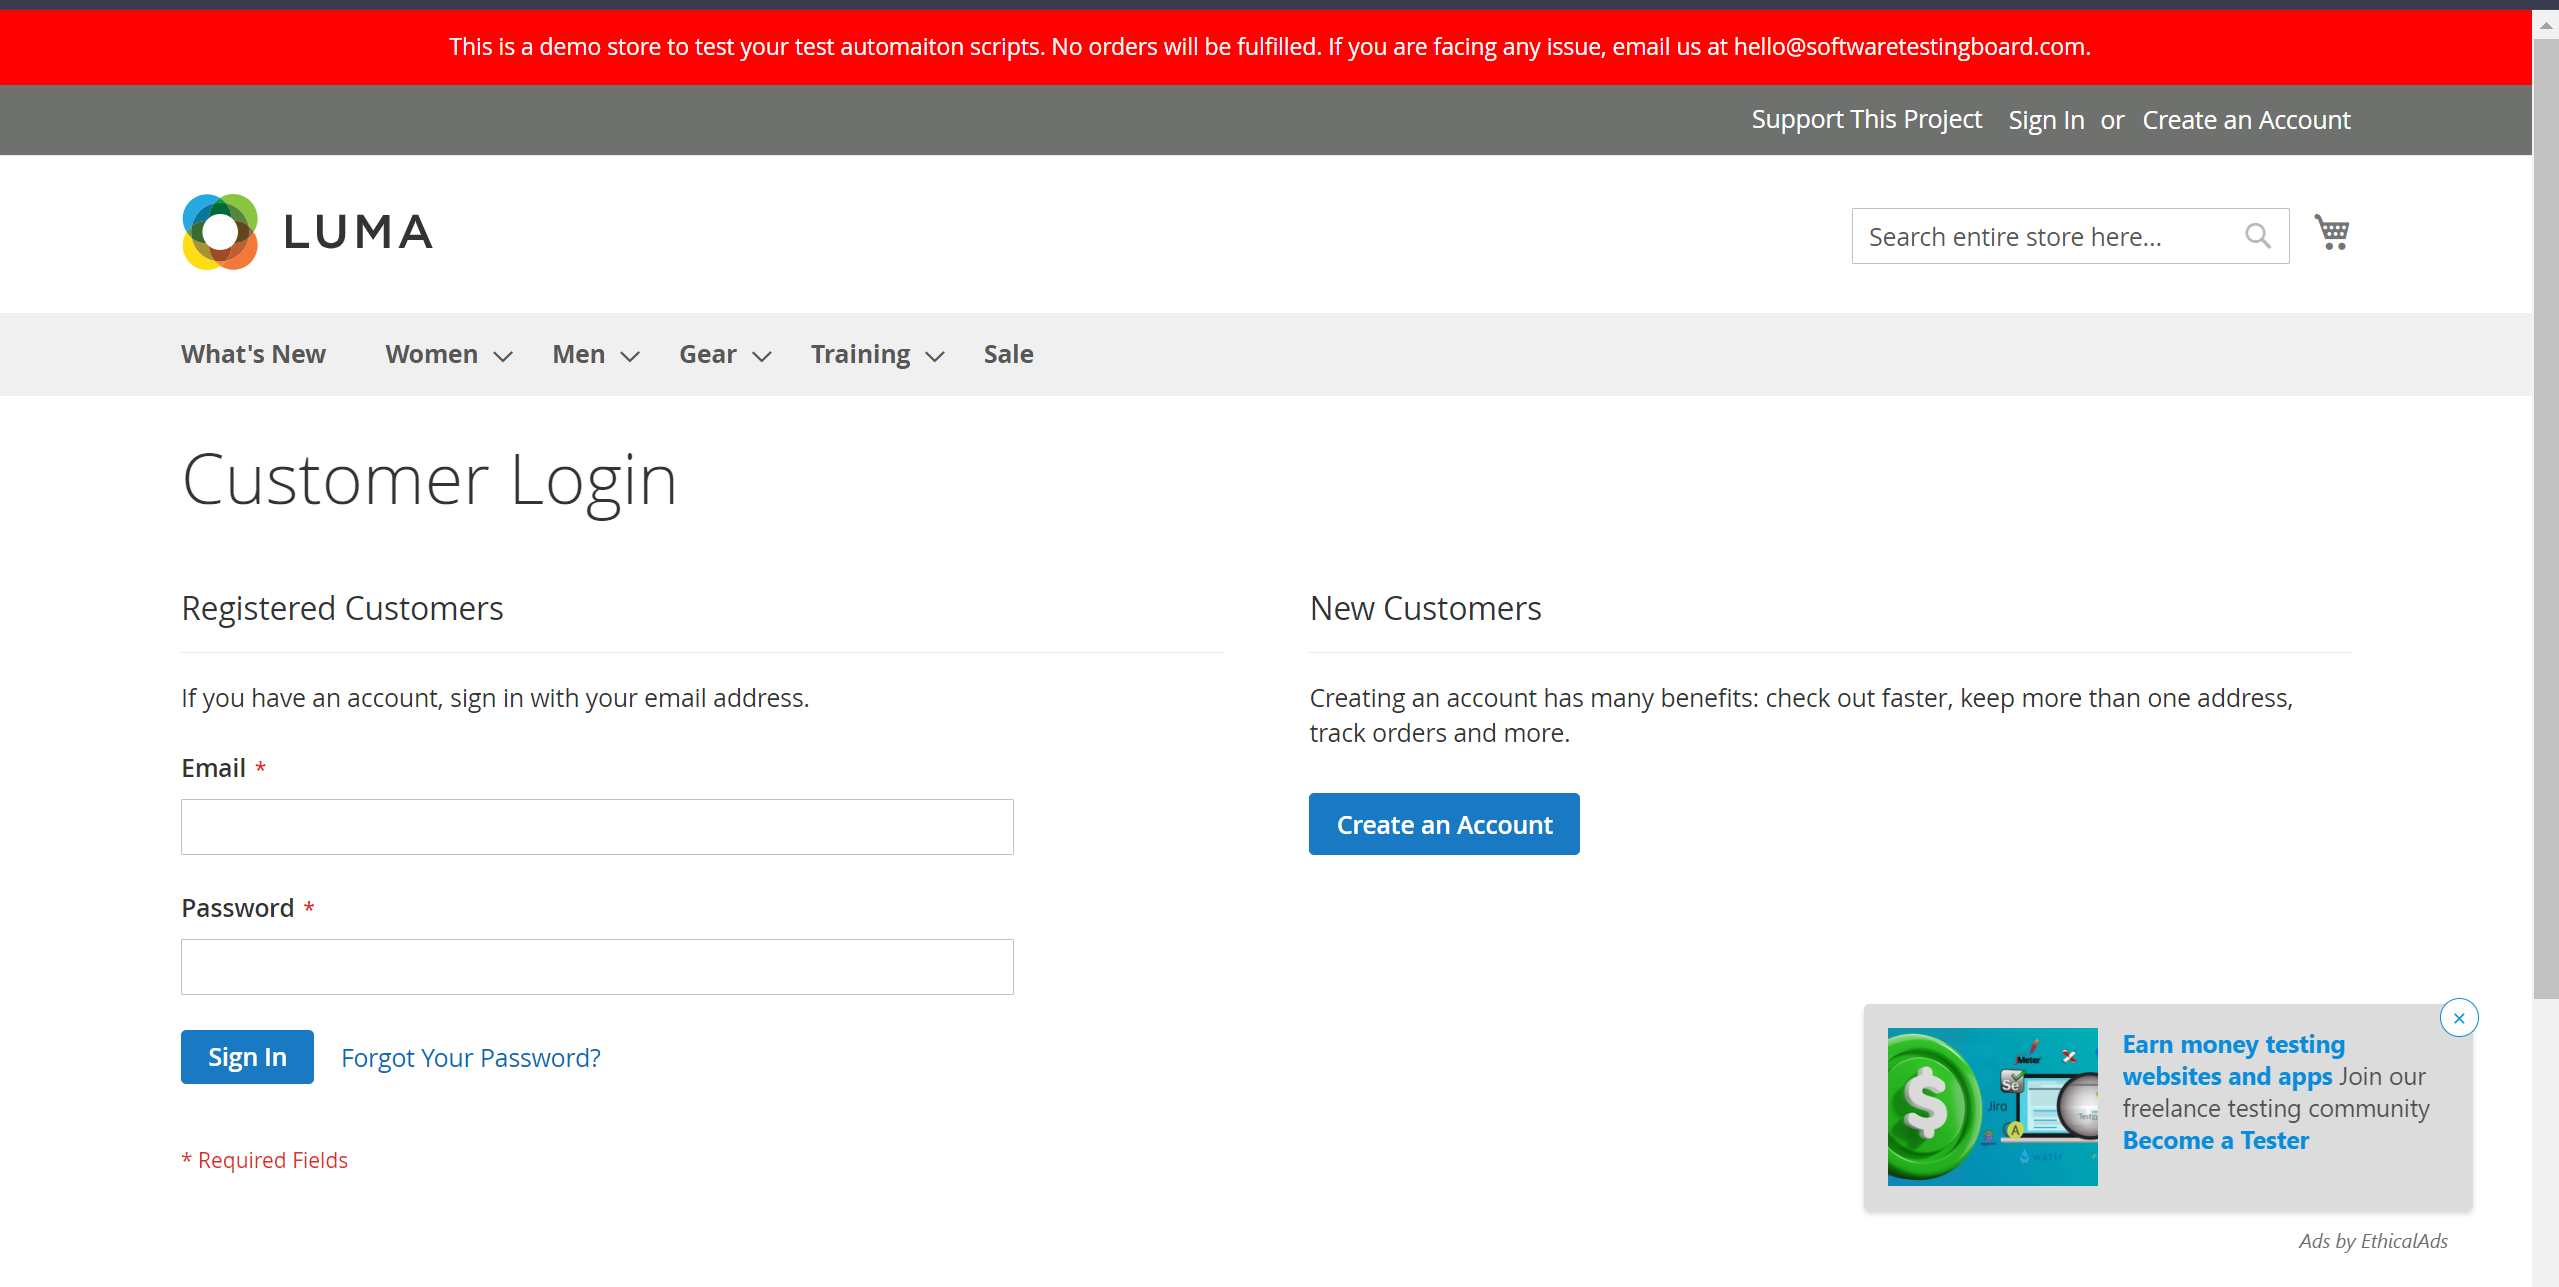 This is a demo store to test your test automaiton scripts. No orders will be fulfilled. If you are facing any issue, email us at hello@softwaretestingboard.com.
Support This Project Sign In or Create an Account
LUMA
Search entire store here...
What's New Women Men Gear Training Sale
Customer Login
Registered Customers
If you have an account, sign in with your email address.
Email *
Password *
Sign In Forgot Your Password?
* Required Fields
New Customers
Creating an account has many benefits: check out faster, keep more than one address,
track orders and more.
Create an Account
Meter
Se
Jira
A
watir
Earn money testing
websites and apps Join our
freelance testing community
Become a Tester
Ads by EthicalAds